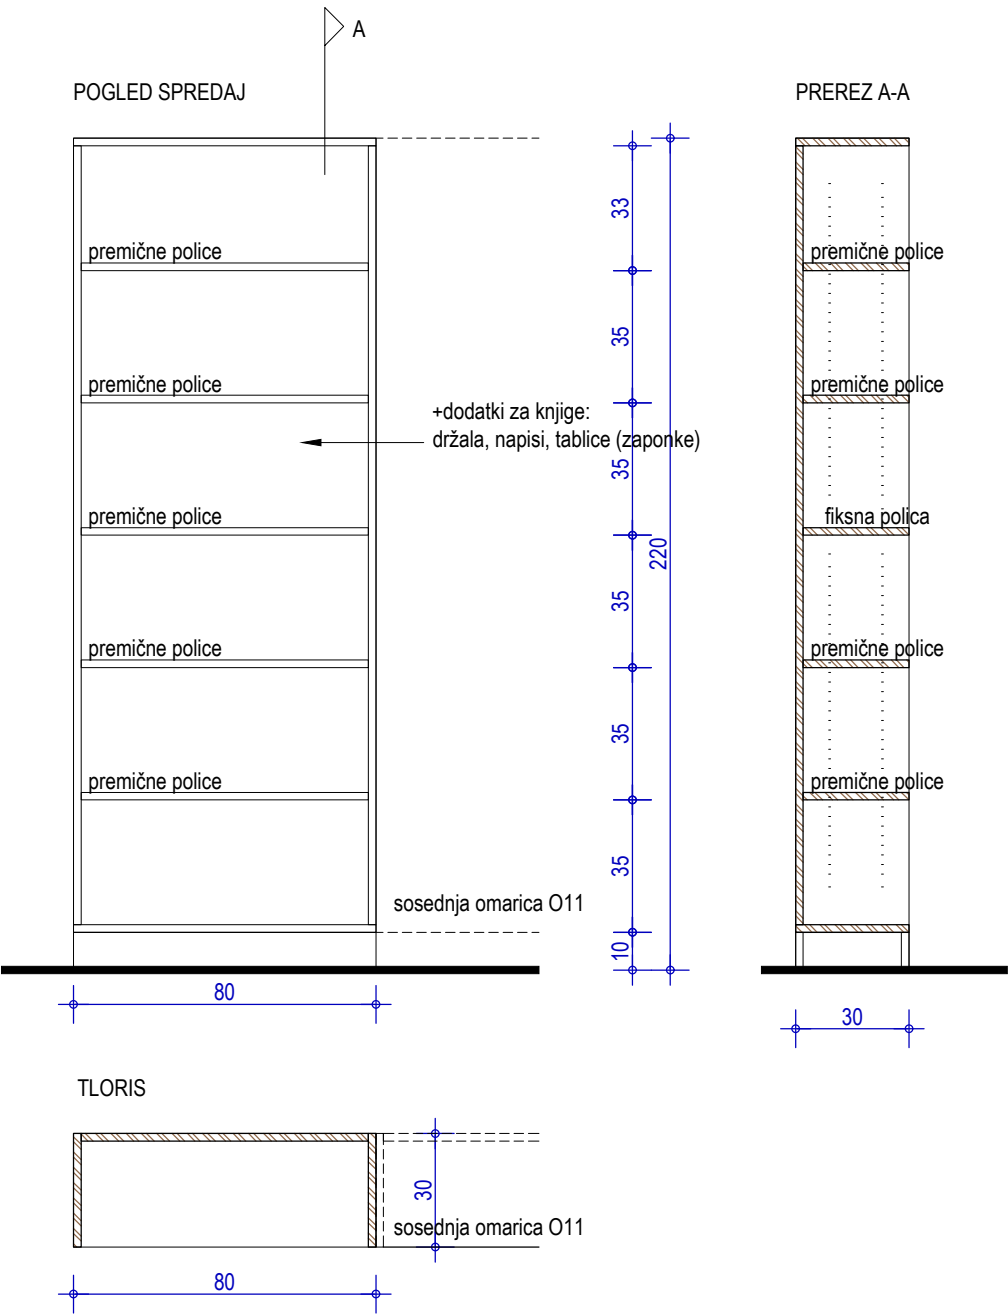 A
POGLED SPREDAJ
premične police
premične police
premične police
premične police
premične police
+dodatki za knjige:
držala, napisi, tablice (zaponke)
sosednja omarica O11
80
33
35
35
35
35
35
10
220
PREREZ A-A
premične police
premične police
fiksna polica
premične police
premične police
30
TLORIS
30
sosednja omarica O11
80